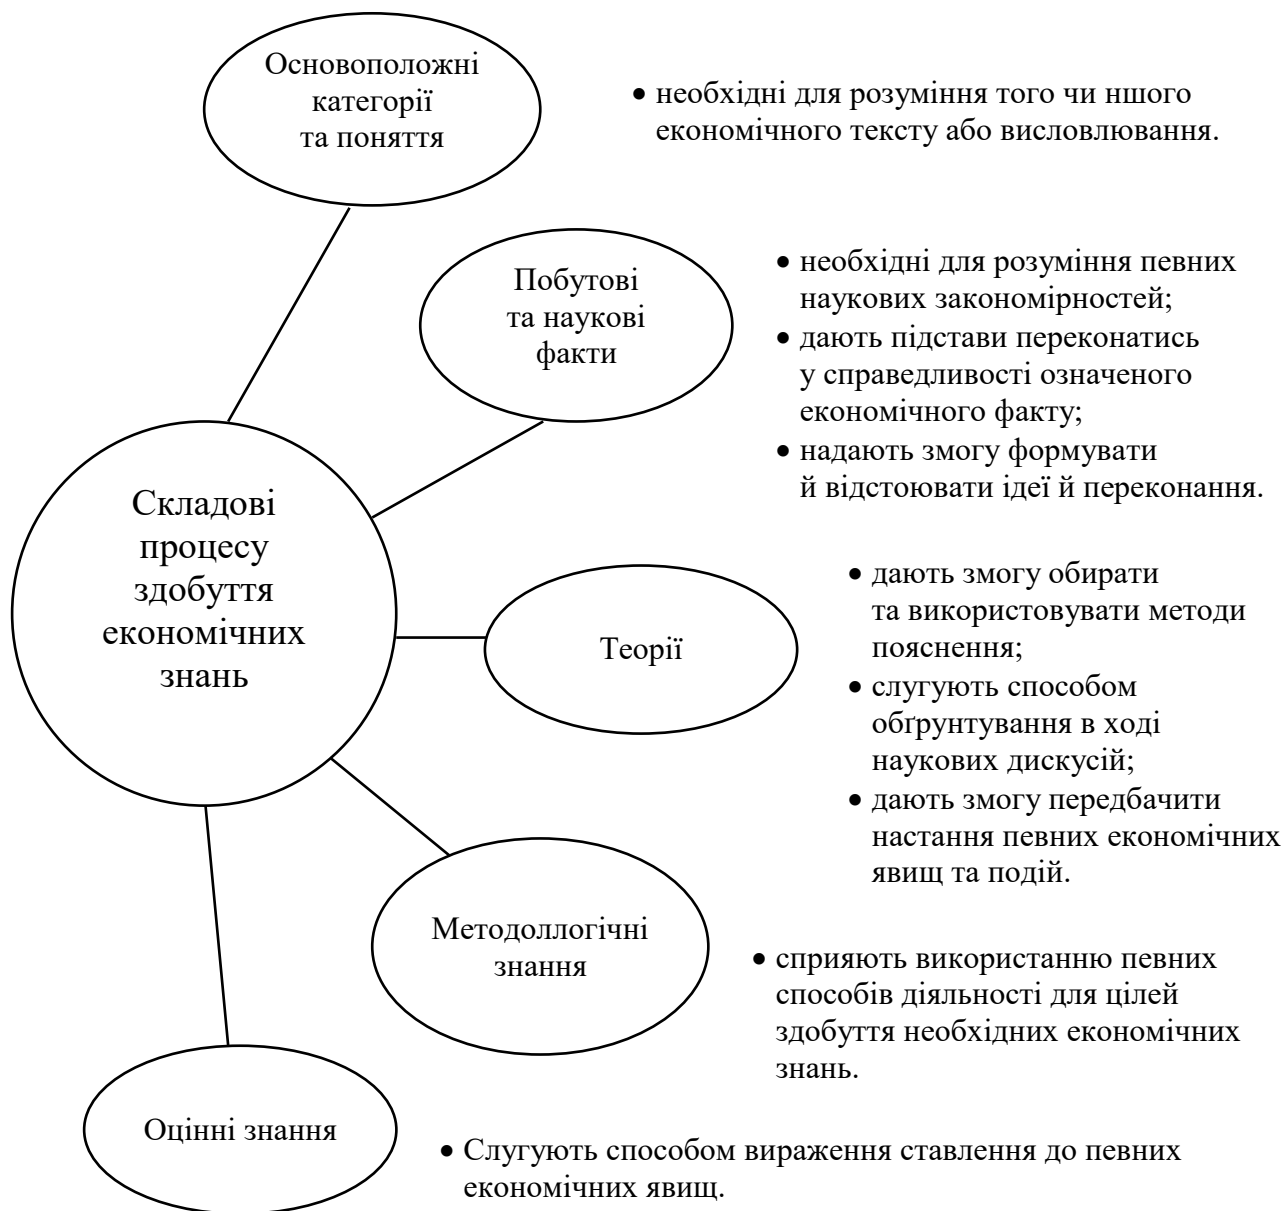 Основоположні
категорії
та поняття
• необхідні для розуміння того чи ншого
економічного тексту або висловлювання.
Побутові
та наукові
факти
• необхідні для розуміння певних
наукових закономірностей;
• дають підстави переконатись
у справедливості означеного
економічного факту;
• надають змогу формувати
й відстоювати ідеї й переконання.
Складові
процесу
здобуття
економічних
знань
Теорії
• дають змогу обирати
та використовувати методи
пояснення;
• слугують способом
обґрунтування в ході
наукових дискусій;
• дають змогу передбачити
настання певних економічних
явищ та подій.
Методоллогічні
знання
• сприяють використанню певних
способів діяльності для цілей
здобуття необхідних економічних
знань.
Оцінні знання
• Слугують способом вираження ставлення до певних
економічних явищ.